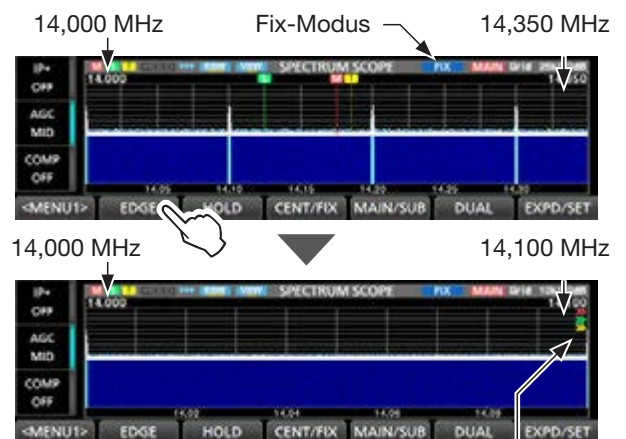 14,000 MHz Fix-Modus 14,350 MHz
IP+ SPECTRUM SCOPE FIX MAIN Grid
OFF 14.000
AGC
MID
COMP
OFF
14.05 14.10 14.15 14.20 14.25 14.30
<MENU1> EDGE HOLD CENT/FIX MAIN/SUB DUAL EXPD/SET
14,000 MHz 14,100 MHz
IP+ SPECTRUM SCOPE FIX MAIN Grid
OFF 14.000
AGC
MID
COMP
OFF
14.02 14.04 14.06 14.08
<MENU1> EDGE HOLD CENT/FIX MAIN/SUB DUAL EXPD/SET